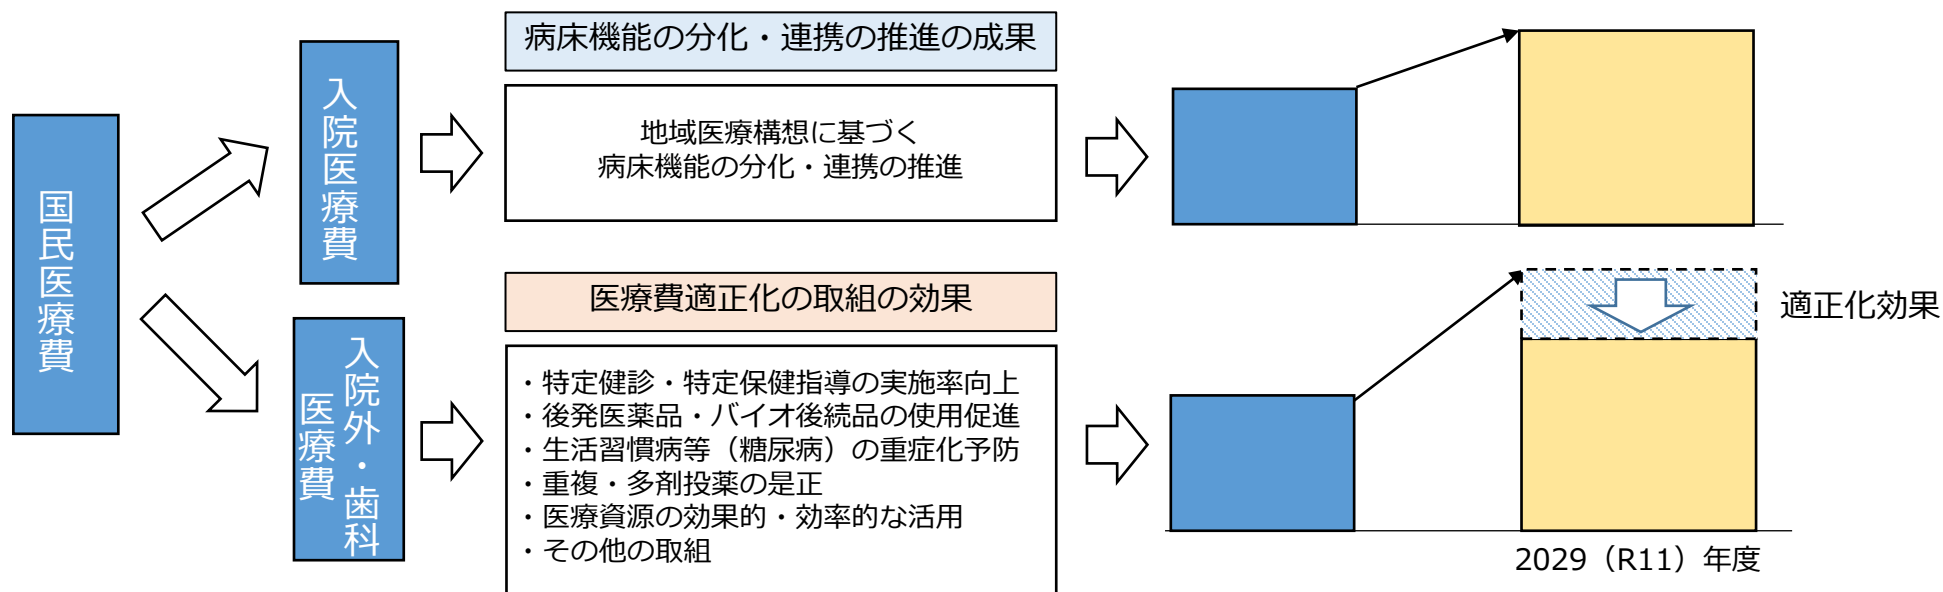 国民医療費
入院医療費
病床機能の分化・連携の推進の成果
地域医療構想に基づく
病床機能の分化・連携の推進
入院外・歯科
医療費
医療費適正化の取組の効果
・特定健診・特定保健指導の実施率向上
・後発医薬品・バイオ後続品の使用促進
・生活習慣病等（糖尿病）の重症化予防
・重複・多剤投薬の是正
・医療資源の効果的・効率的な活用
・その他の取組
適正化効果
2029（R11）年度